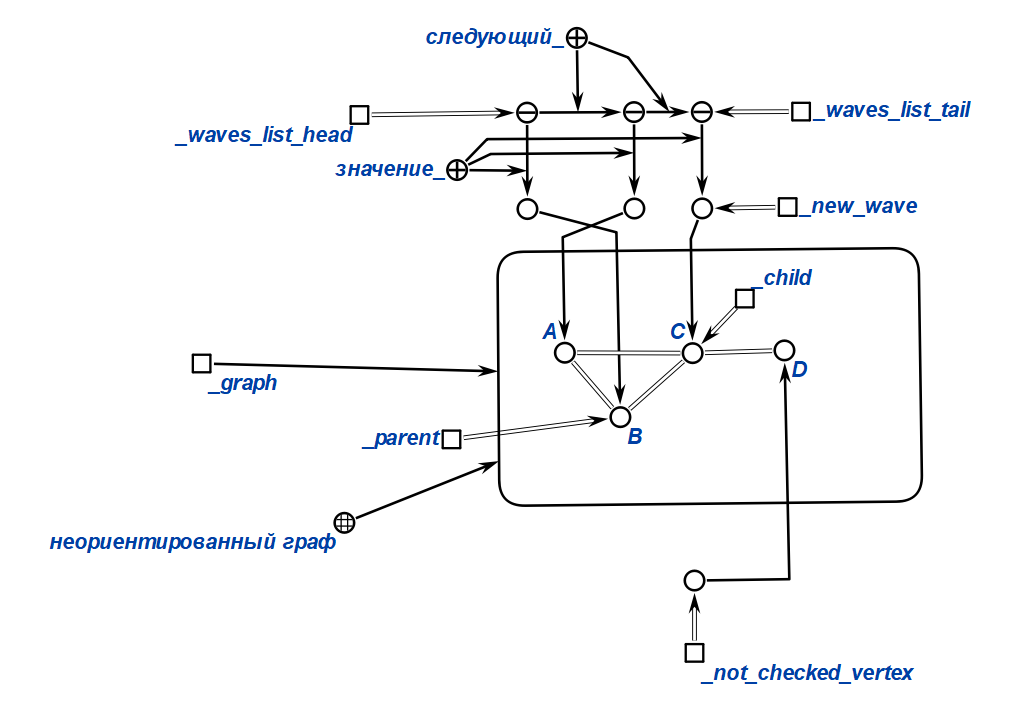 следующий_
_waves_list_head
_waves_list_tail
значение_
_new_wave
_child
A
C
D
_graph
_parent
B
неориентированный граф
_not_checked_vertex